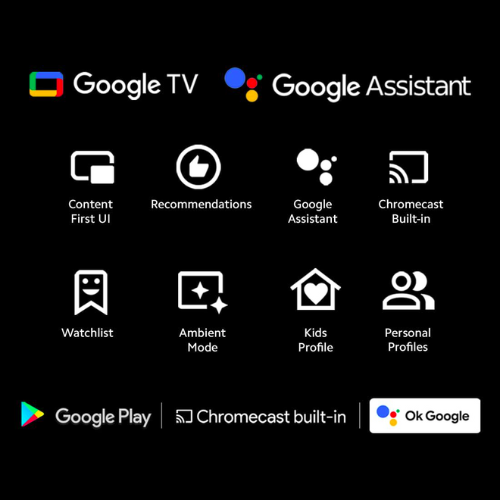 Google TV
Google Assistant
Content
First UI
Recommendations
Google
Assistant
Chromecast
Built-in
Watchlist
Ambient
Mode
Kids
Profile
Personal
Profiles
Google Play
Chromecast built-in
Ok Google